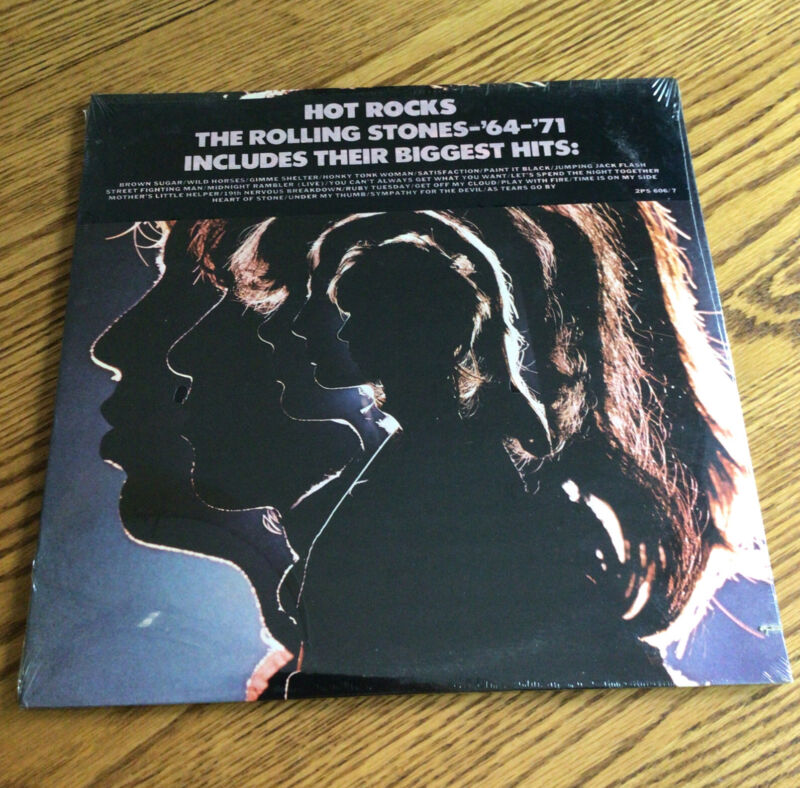 HOT ROCKS
THE ROLLING STONES-'64-'71
INCLUDES THEIR BIGGEST HITS:
BROWN SUGAR/WILD HORSES/GIMME SHELTER/HONKY TONK WOMAN/SATISFACTION/PAINT IT BLACK/JUMPING JACK FLASH
STREET FIGHTING MAN/MIDNIGHT RAMBLER (LIVE)/YOU CAN'T ALWAYS GET WHAT YOU WANT/LET'S SPEND THE NIGHT TOGETHER
MOTHER'S LITTLE HELPER/19th NERVOUS BREAKDOWN/RUBY TUESDAY/GET OFF MY CLOUD/PLAY WITH FIRE/TIME IS ON MY SIDE
HEART OF STONE/UNDER MY THUMB/SYMPATHY FOR THE DEVIL/AS TEARS GO BY
2PS 606/7